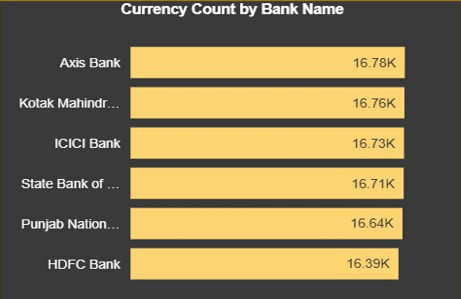 Currency Count by Bank Name
Axis Bank 16.78K
Kotak Mahindr... 16.76K
ICICI Bank 16.73K
State Bank of ... 16.71K
Punjab Nation... 16.64K
HDFC Bank 16.39K